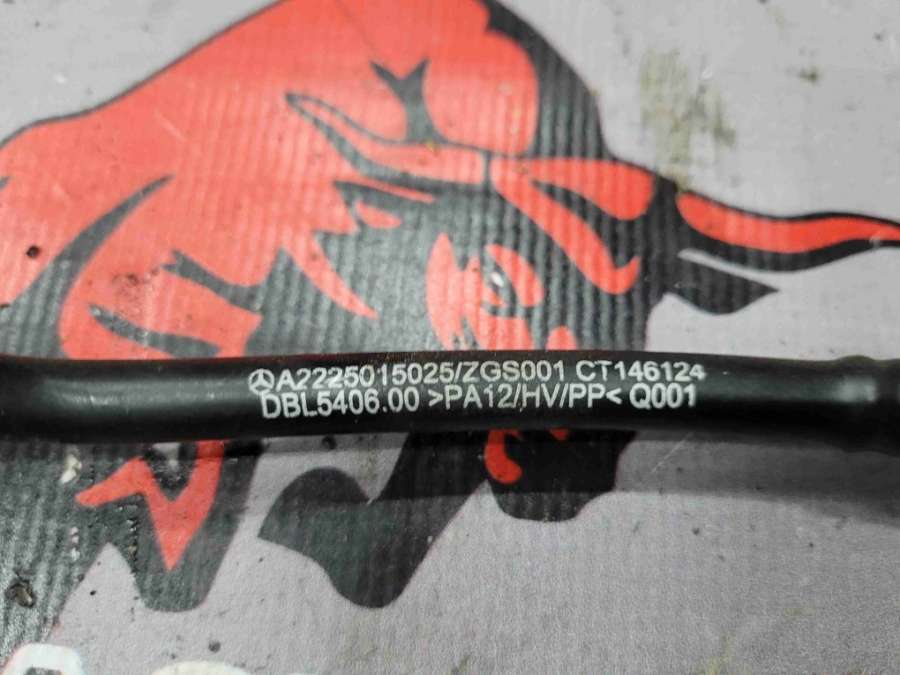 A2225015025/ZGS001 CT146124
DBL5406.00 >PA12/HV/PP< Q001